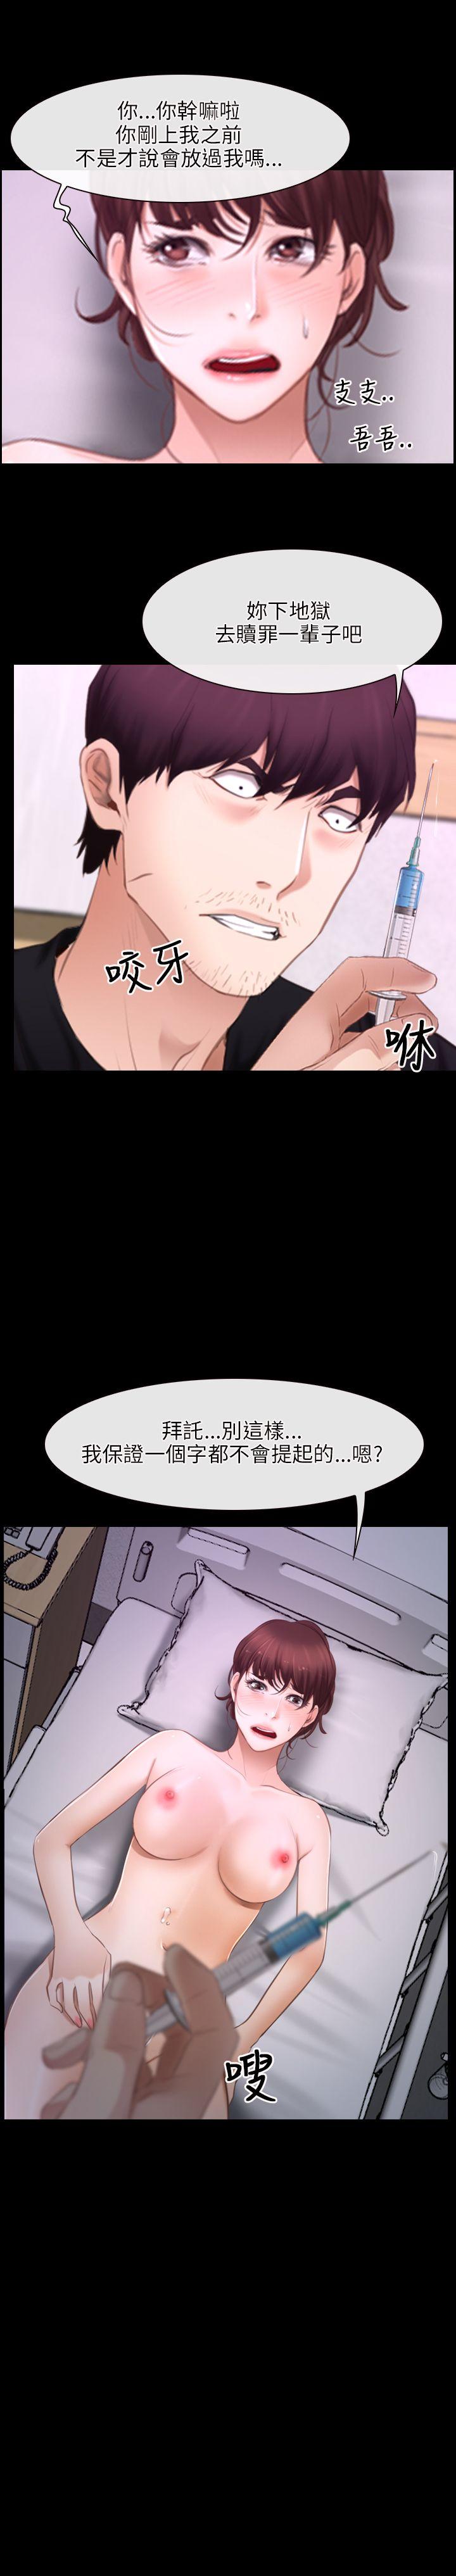 你...你幹嘛啦
你剛上我之前
不是才說會放過我嗎...
支支..
吾吾..
妳下地獄
去贖罪一輩子吧
咬牙
咻
拜託...別這樣...
我保證一個字都不會提起的...嗯?
嗖